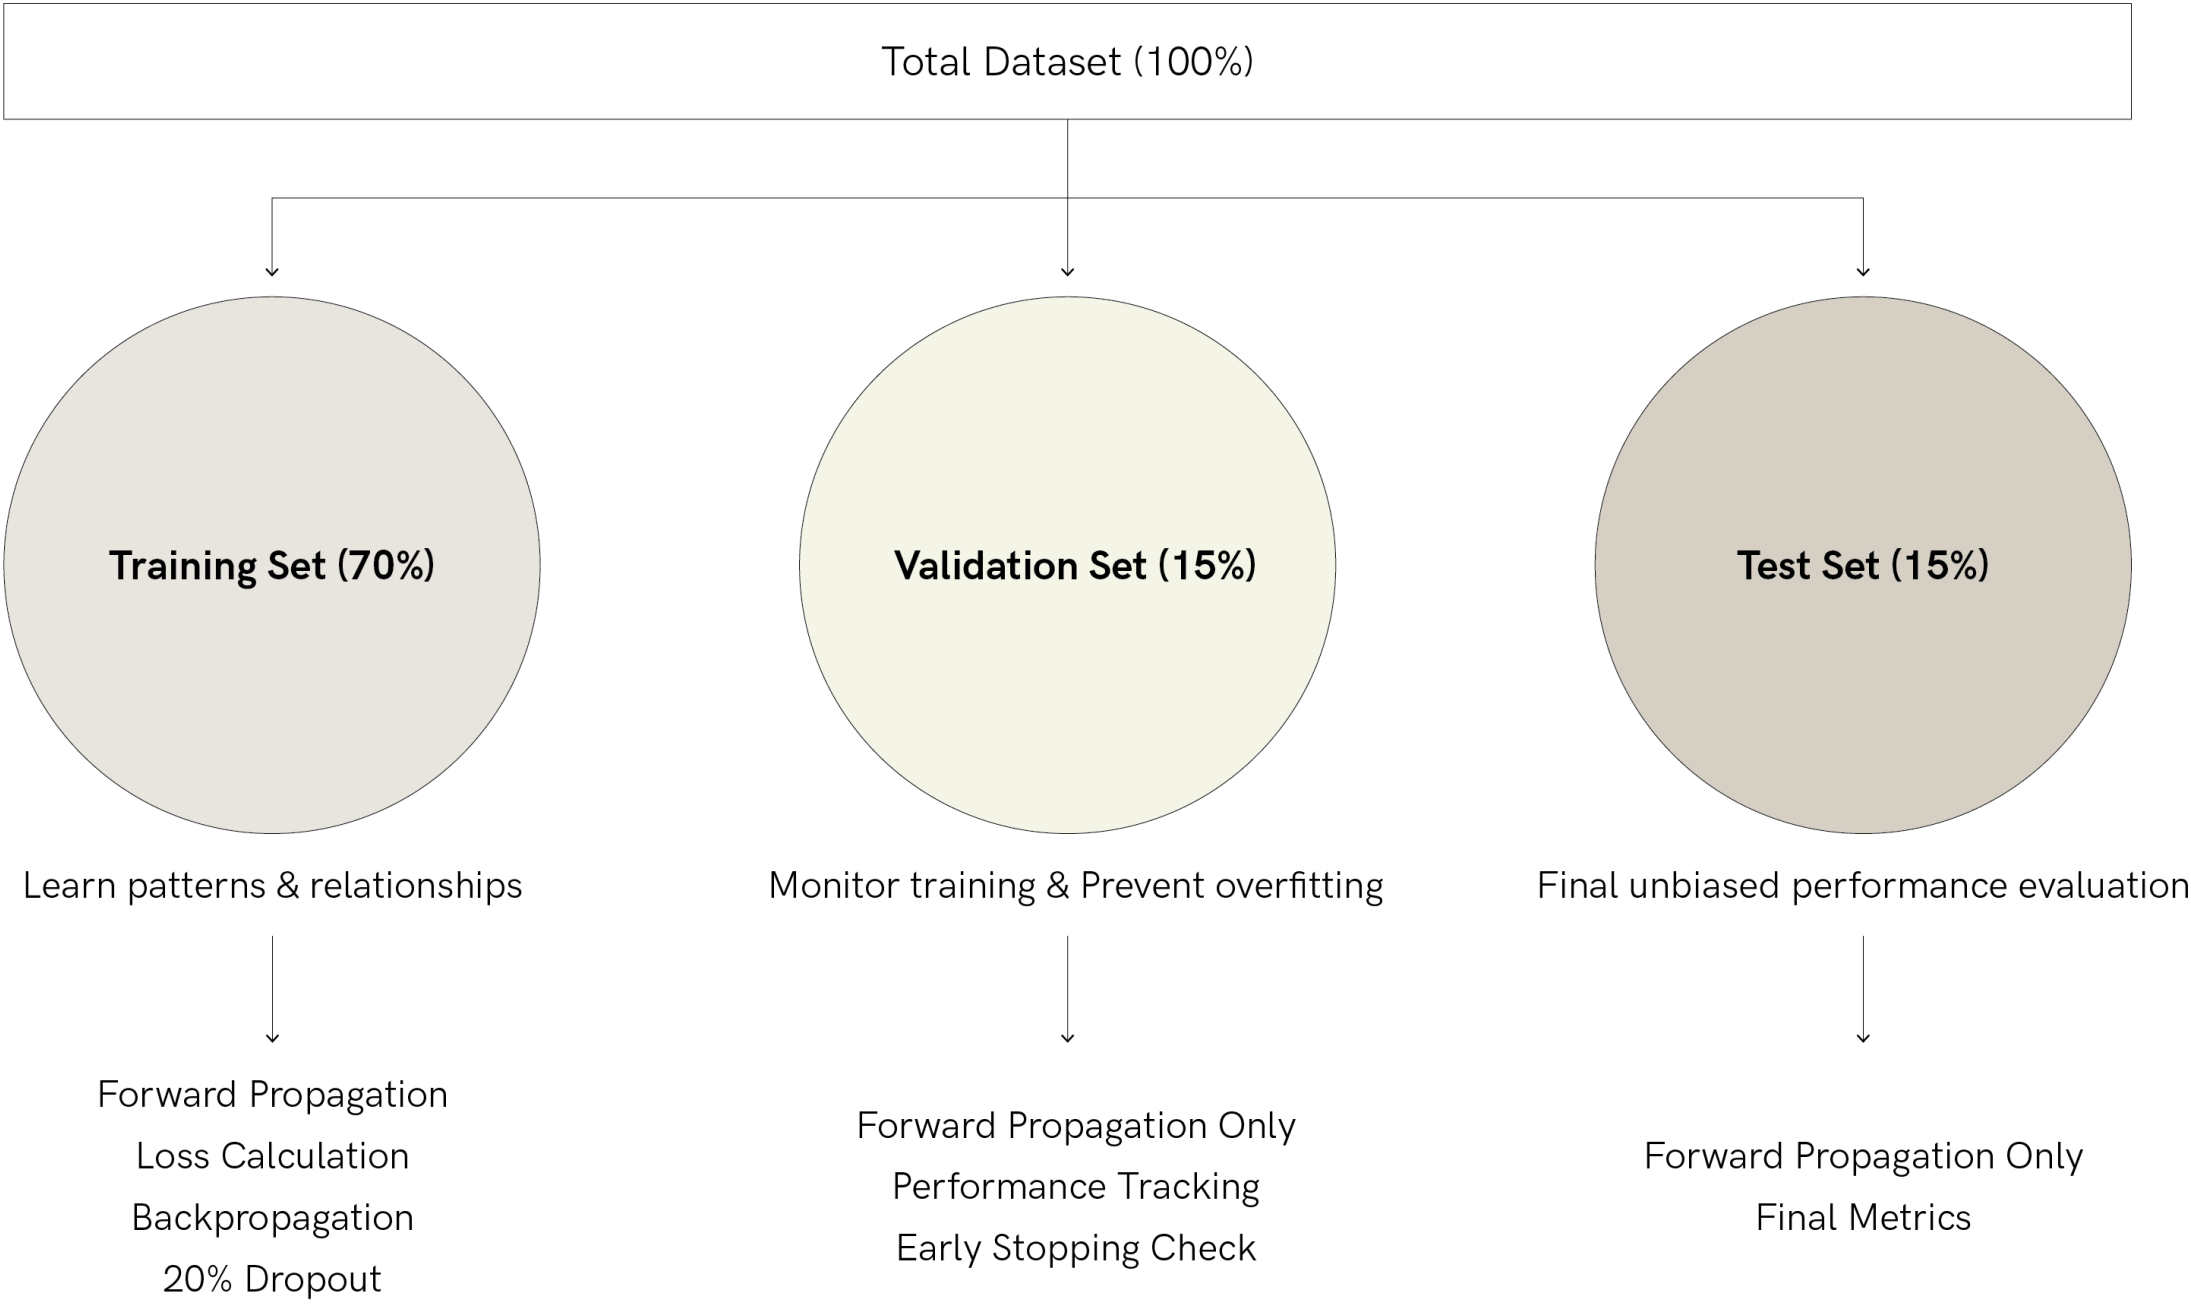 Total Dataset (100%)
Training Set (70%)
Validation Set (15%)
Test Set (15%)
Learn patterns & relationships
Monitor training & Prevent overfitting
Final unbiased performance evaluation
Forward Propagation
Loss Calculation
Backpropagation
20% Dropout
Forward Propagation Only
Performance Tracking
Early Stopping Check
Forward Propagation Only
Final Metrics